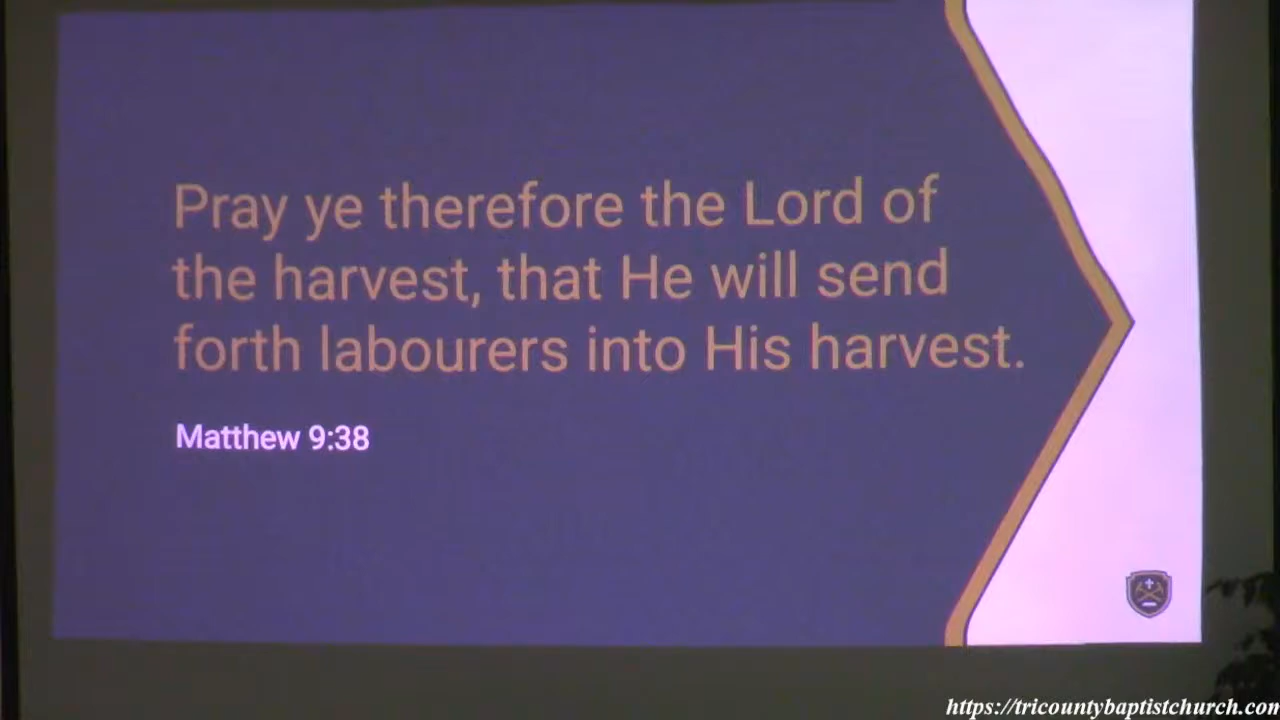 Pray ye therefore the Lord of
the harvest, that He will send
forth labourers into His harvest.
Matthew 9:38
https://tricountybaptistchurch.com